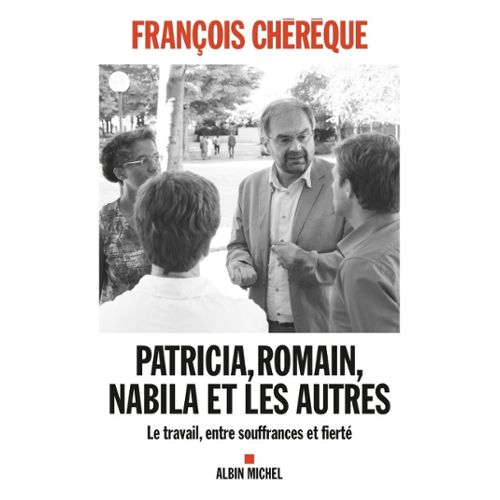 FRANÇOIS CHÉRÈQUE
PATRICIA, ROMAIN,
NABILA ET LES AUTRES
Le travail, entre souffrances et fierté
ALBIN MICHEL